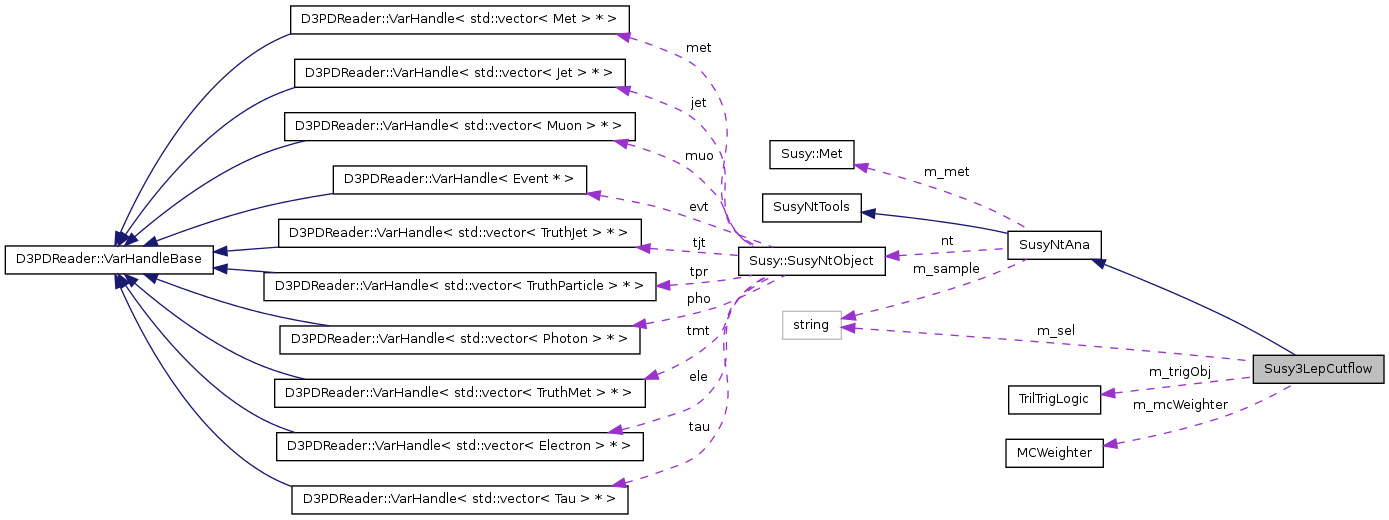 D3PDReader::VarHandle< std::vector< Met > * >
met
D3PDReader::VarHandle< std::vector< Jet > * >
jet
D3PDReader::VarHandle< std::vector< Muon > * >
muo
Susy::Met
m_met
D3PDReader::VarHandle< Event * >
evt
SusyNtTools
D3PDReader::VarHandle< std::vector< TruthJet > * >
tjt
nt
SusyNtAna
D3PDReader::VarHandleBase
Susy::SusyNtObject
m_sample
D3PDReader::VarHandle< std::vector< TruthParticle > * >
tpr
pho
string
D3PDReader::VarHandle< std::vector< Photon > * >
tmt
m_sel
Susy3LepCutflow
m_trigObj
D3PDReader::VarHandle< std::vector< TruthMet > * >
ele
TrilTrigLogic
m_mcWeighter
D3PDReader::VarHandle< std::vector< Electron > * >
tau
MCWeighter
D3PDReader::VarHandle< std::vector< Tau > * >